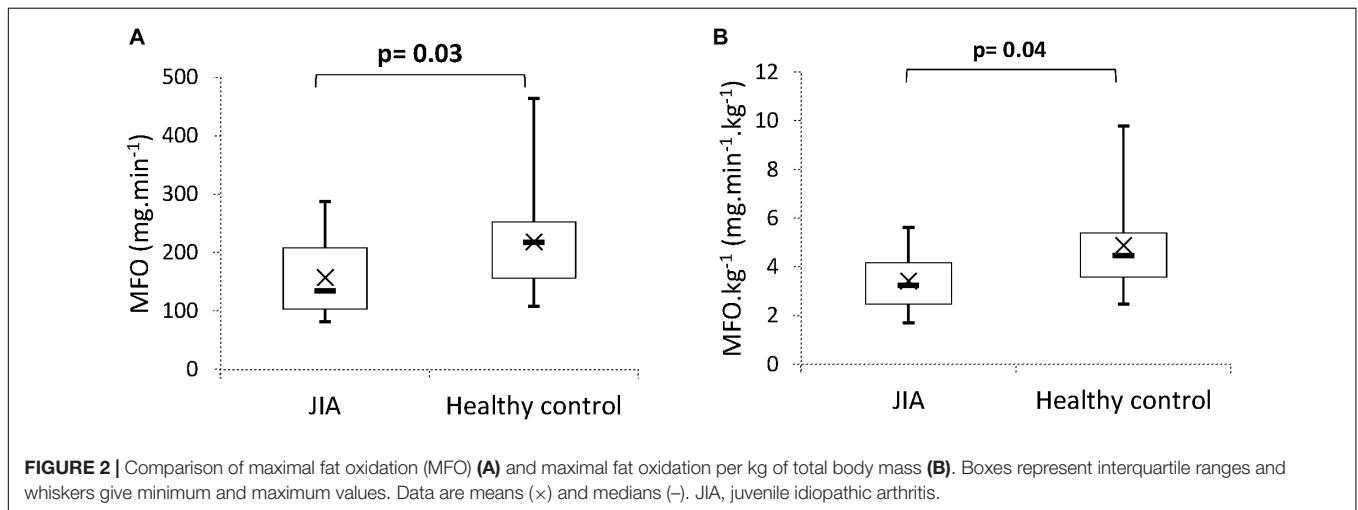 A
p= 0.03
MFO (mg.min⁻¹)
500
400
300
200
100
0
JIA
Healthy control
B
p= 0.04
MFO.kg⁻¹ (mg.min⁻¹.kg⁻¹)
12
10
8
6
4
2
0
JIA
Healthy control
FIGURE 2 | Comparison of maximal fat oxidation (MFO) (A) and maximal fat oxidation per kg of total body mass (B). Boxes represent interquartile ranges and
whiskers give minimum and maximum values. Data are means (×) and medians (–). JIA, juvenile idiopathic arthritis.